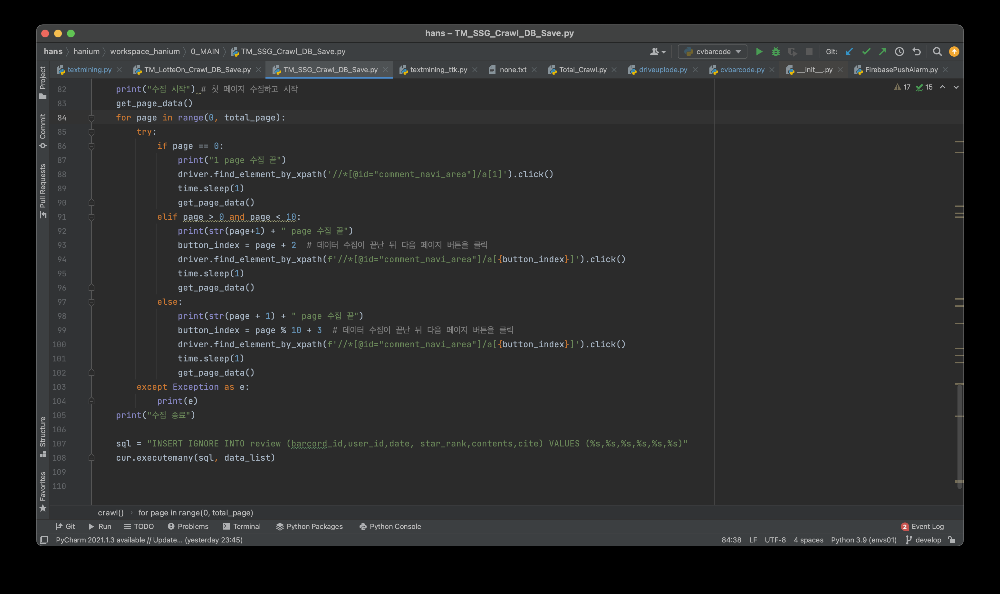 hans – TM_SSG_Crawl_DB_Save.py
hans hanium workspace_hanium 0_MAIN TM_SSG_Crawl_DB_Save.py cvbarcode Git:
textmining.py TM_LotteOn_Crawl_DB_Save.py TM_SSG_Crawl_DB_Save.py textmining_ttk.py none.txt Total_Crawl.py driveuplode.py cvbarcode.py __init__.py FirebasePushAlarm.py
Project
Commit
Pull Requests
Structure
Favorites
17 15
82 print("수집 시작") # 첫 페이지 수집하고 시작
83 get_page_data()
84 for page in range(0, total_page):
85 try:
86 if page == 0:
87 print("1 page 수집 끝")
88 driver.find_element_by_xpath('//*[@id="comment_navi_area"]/a[1]').click()
89 time.sleep(1)
90 get_page_data()
91 elif page > 0 and page < 10:
92 print(str(page+1) + " page 수집 끝")
93 button_index = page + 2 # 데이터 수집이 끝난 뒤 다음 페이지 버튼을 클릭
94 driver.find_element_by_xpath(f'//*[@id="comment_navi_area"]/a[{button_index}]').click()
95 time.sleep(1)
96 get_page_data()
97 else:
98 print(str(page + 1) + " page 수집 끝")
99 button_index = page % 10 + 3 # 데이터 수집이 끝난 뒤 다음 페이지 버튼을 클릭
100 driver.find_element_by_xpath(f'//*[@id="comment_navi_area"]/a[{button_index}]').click()
101 time.sleep(1)
102 get_page_data()
103 except Exception as e:
104 print(e)
105 print("수집 종료")
106
107 sql = "INSERT IGNORE INTO review (barcord_id,user_id,date, star_rank,contents,cite) VALUES (%s,%s,%s,%s,%s,%s)"
108 cur.executemany(sql, data_list)
109
110
crawl() › for page in range(0, total_page)
Git Run TODO Problems Terminal Python Packages Python Console 2 Event Log
PyCharm 2021.1.3 available // Update... (yesterday 23:45) 84:38 LF UTF-8 4 spaces Python 3.9 (envs01) develop